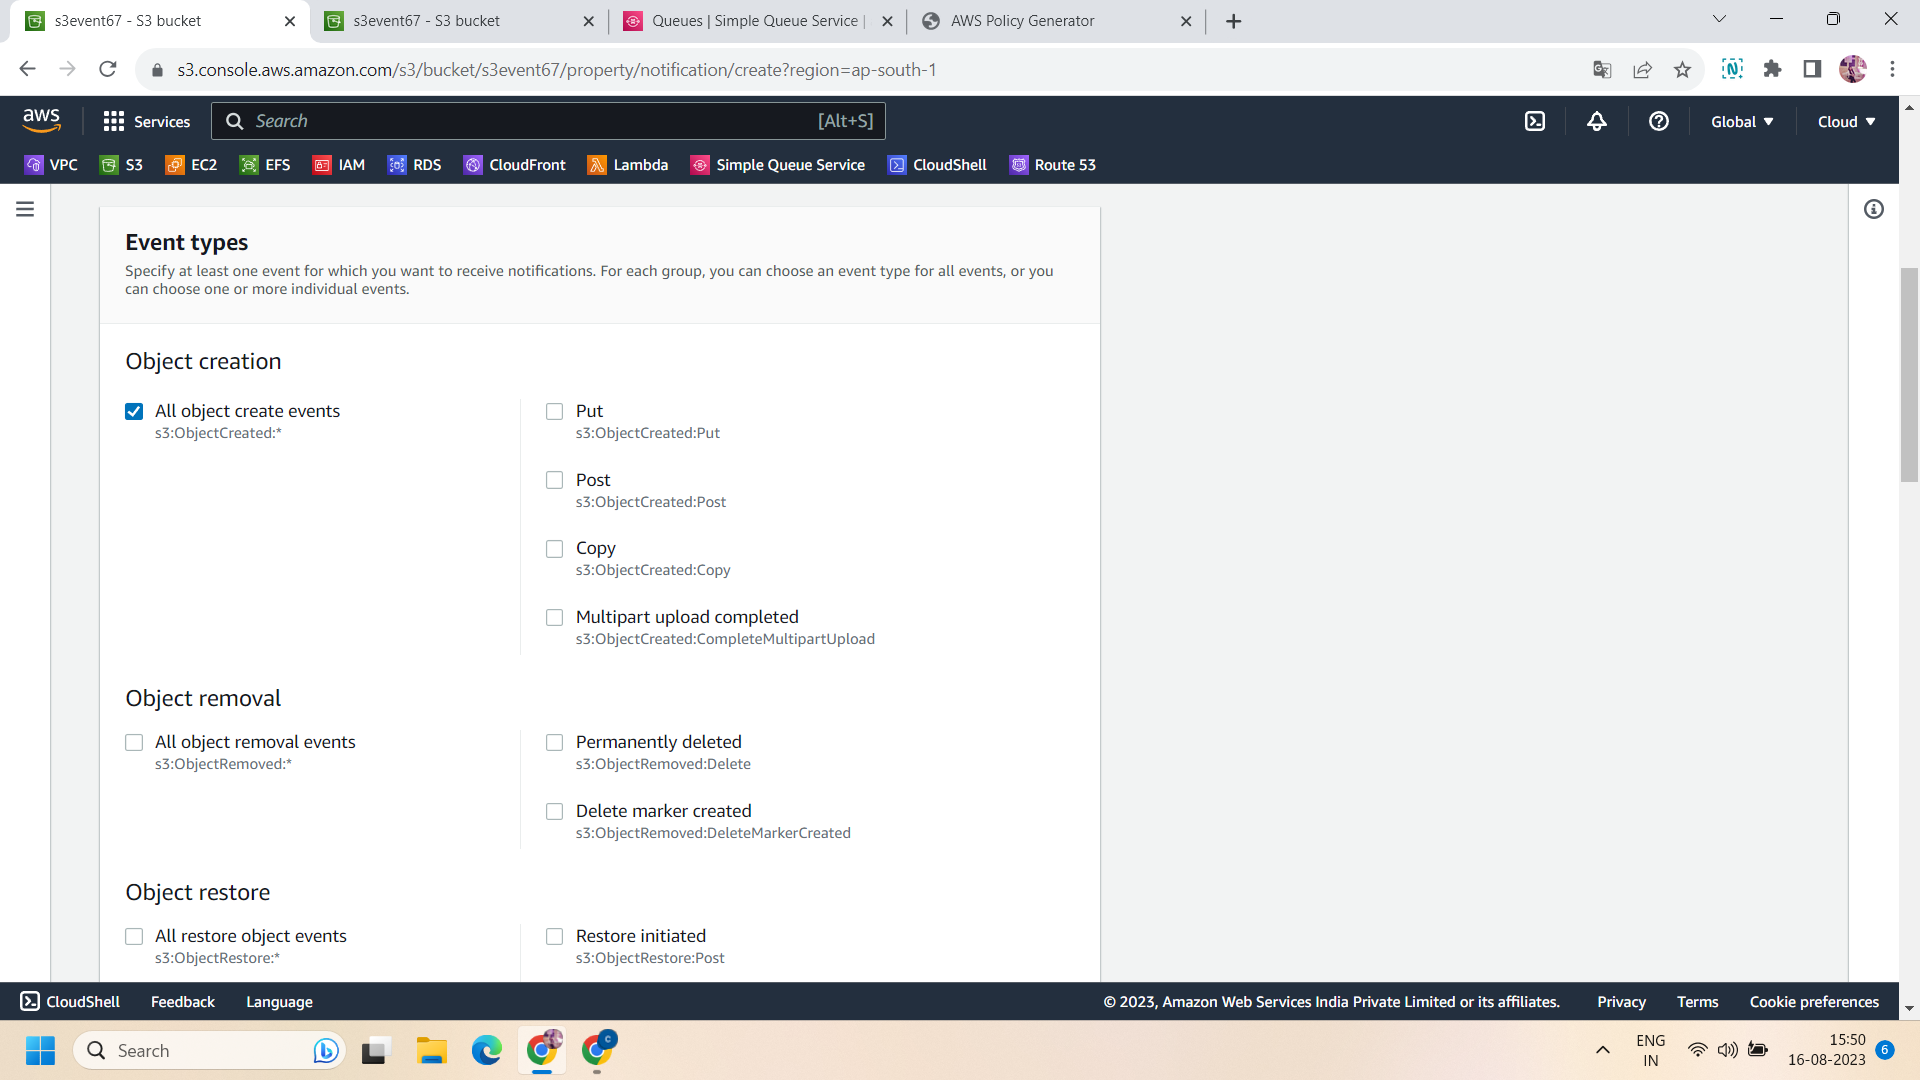 s3event67 - S3 bucket
s3event67 - S3 bucket
Queues | Simple Queue Service |
AWS Policy Generator
s3.console.aws.amazon.com/s3/bucket/s3event67/property/notification/create?region=ap-south-1
aws
Services
Search
[Alt+S]
Global
Cloud
VPC
S3
EC2
EFS
IAM
RDS
CloudFront
Lambda
Simple Queue Service
CloudShell
Route 53
Event types
Specify at least one event for which you want to receive notifications. For each group, you can choose an event type for all events, or you
can choose one or more individual events.
Object creation
All object create events
s3:ObjectCreated:*
Put
s3:ObjectCreated:Put
Post
s3:ObjectCreated:Post
Copy
s3:ObjectCreated:Copy
Multipart upload completed
s3:ObjectCreated:CompleteMultipartUpload
Object removal
All object removal events
s3:ObjectRemoved:*
Permanently deleted
s3:ObjectRemoved:Delete
Delete marker created
s3:ObjectRemoved:DeleteMarkerCreated
Object restore
All restore object events
s3:ObjectRestore:*
Restore initiated
s3:ObjectRestore:Post
CloudShell
Feedback
Language
© 2023, Amazon Web Services India Private Limited or its affiliates.
Privacy
Terms
Cookie preferences
Search
C
ENG
IN
15:50
16-08-2023
6